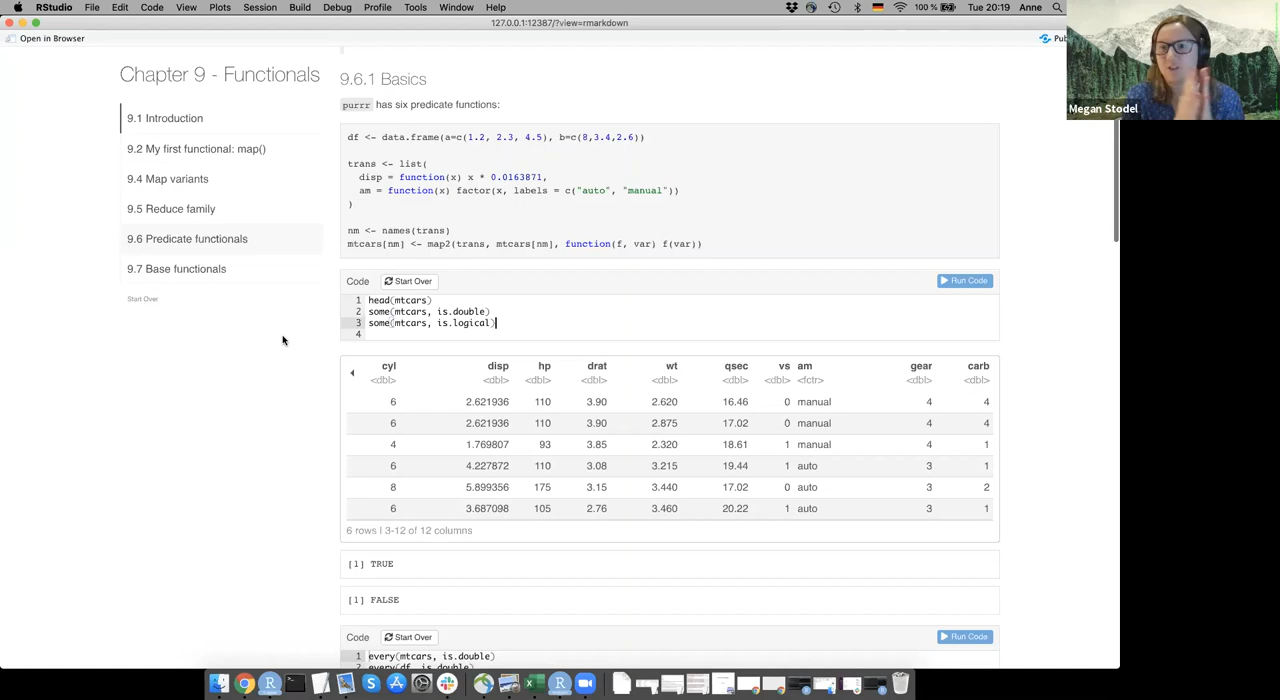 RStudio File Edit Code View Plots Session Build Debug Profile Tools Window Help 100 % Tue 20:19 Anne
127.0.0.1:12387/?view=rmarkdown
Open in Browser
Megan Stodel
Chapter 9 - Functionals
9.1 Introduction
9.2 My first functional: map()
9.4 Map variants
9.5 Reduce family
9.6 Predicate functionals
9.7 Base functionals
Start Over
9.6.1 Basics
purrr has six predicate functions:
df <- data.frame(a=c(1.2, 2.3, 4.5), b=c(8,3.4,2.6))
trans <- list(
disp = function(x) x * 0.0163871,
am = function(x) factor(x, labels = c("auto", "manual"))
)
nm <- names(trans)
mtcars[nm] <- map2(trans, mtcars[nm], function(f, var) f(var))
Code Start Over Run Code
1 head(mtcars)
2 some(mtcars, is.double)
3 some(mtcars, is.logical)
4
cyl disp hp drat wt qsec vs am gear carb
<dbl> <dbl> <dbl> <dbl> <dbl> <dbl> <dbl> <fctr> <dbl> <dbl>
6 2.621936 110 3.90 2.620 16.46 0 manual 4 4
6 2.621936 110 3.90 2.875 17.02 0 manual 4 4
4 1.769807 93 3.85 2.320 18.61 1 manual 4 1
6 4.227872 110 3.08 3.215 19.44 1 auto 3 1
8 5.899356 175 3.15 3.440 17.02 0 auto 3 2
6 3.687098 105 2.76 3.460 20.22 1 auto 3 1
6 rows | 3-12 of 12 columns
[1] TRUE
[1] FALSE
Code Start Over Run Code
1 every(mtcars, is.double)
2 every(df, is.double)